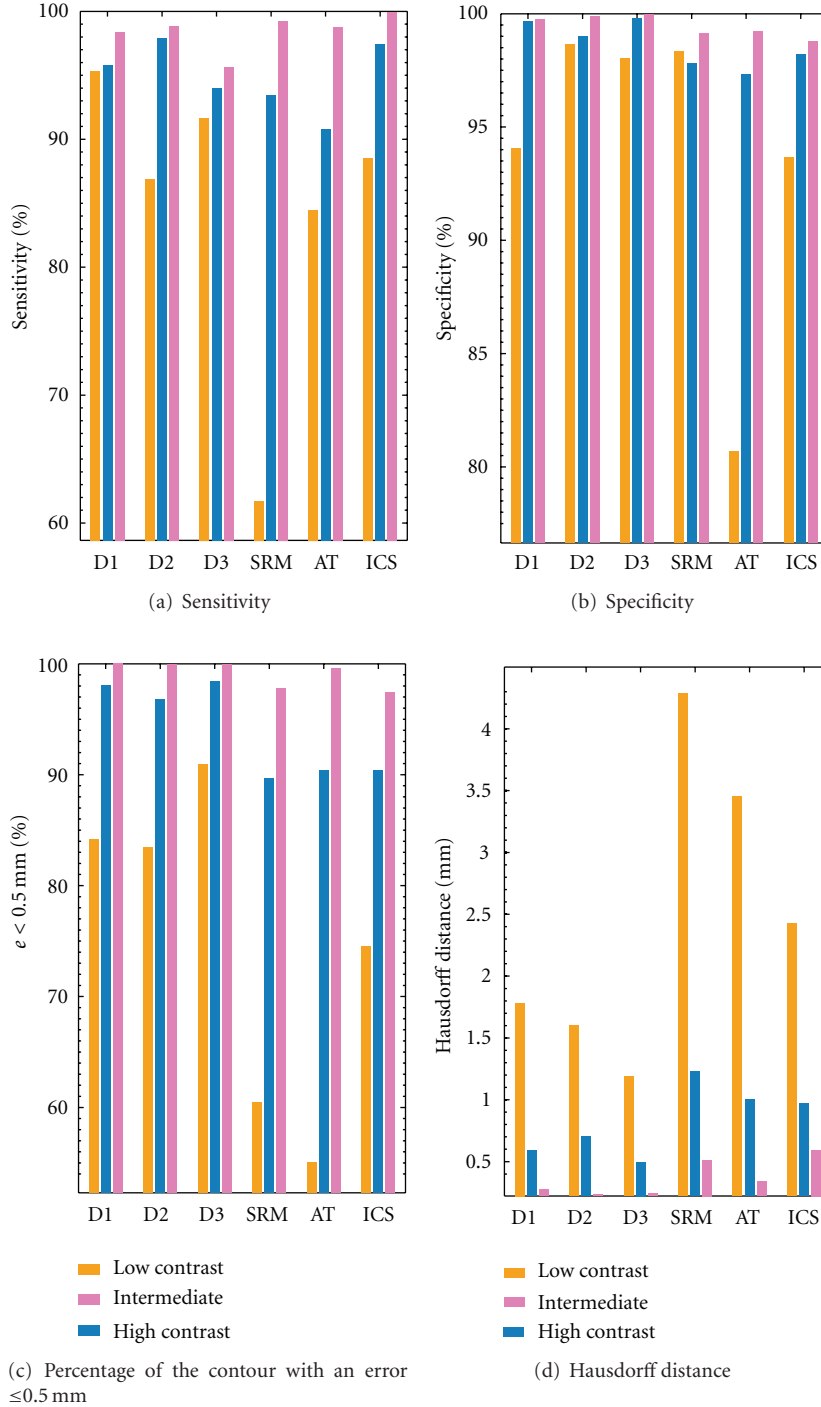 100
90
80
70
60
Sensitivity (%)
D1 D2 D3 SRM AT ICS
(a) Sensitivity
100
95
90
85
80
Specificity (%)
D1 D2 D3 SRM AT ICS
(b) Specificity
100
90
80
70
60
e < 0.5 mm (%)
D1 D2 D3 SRM AT ICS
Low contrast
Intermediate
High contrast
(c) Percentage of the contour with an error
≤0.5 mm
4
3.5
3
2.5
2
1.5
1
0.5
Hausdorff distance (mm)
D1 D2 D3 SRM AT ICS
Low contrast
Intermediate
High contrast
(d) Hausdorff distance